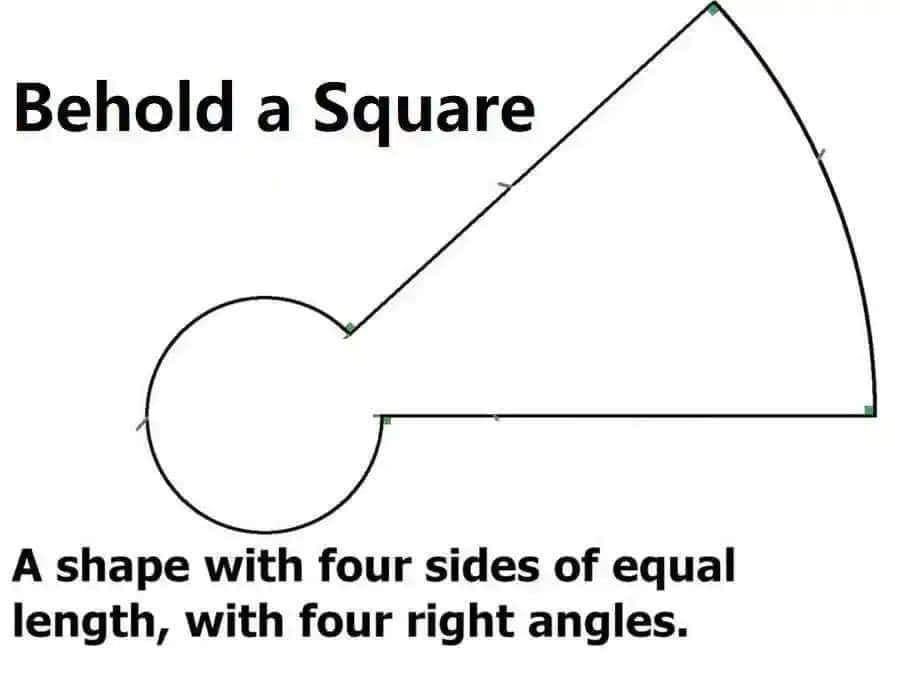 Behold a Square
A shape with four sides of equal
length, with four right angles.